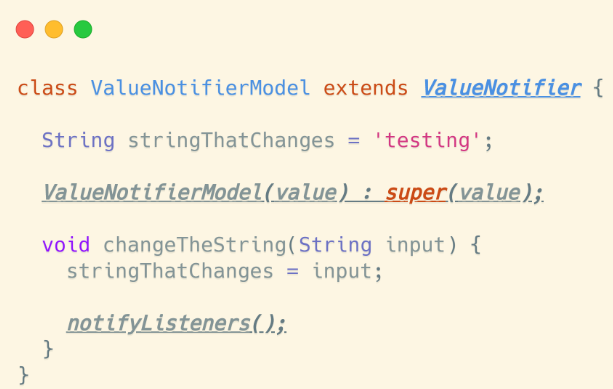 class ValueNotifierModel extends ValueNotifier {
String stringThatChanges = 'testing';
ValueNotifierModel(value) : super(value);
void changeTheString(String input) {
stringThatChanges = input;
notifyListeners();
}
}